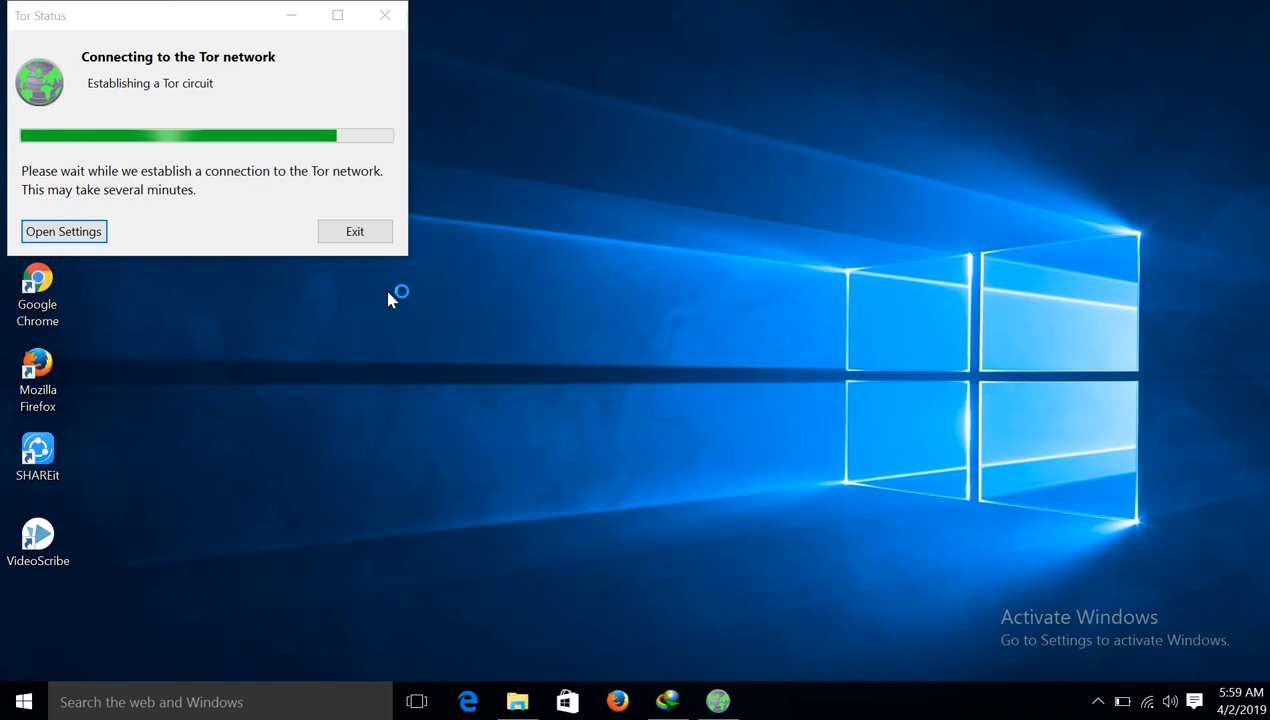 Tor Status
Connecting to the Tor network
Establishing a Tor circuit
Please wait while we establish a connection to the Tor network.
This may take several minutes.
Open Settings
Exit
Google
Chrome
Mozilla
Firefox
SHAREit
VideoScribe
Activate Windows
Go to Settings to activate Windows.
Search the web and Windows
5:59 AM
4/2/2019